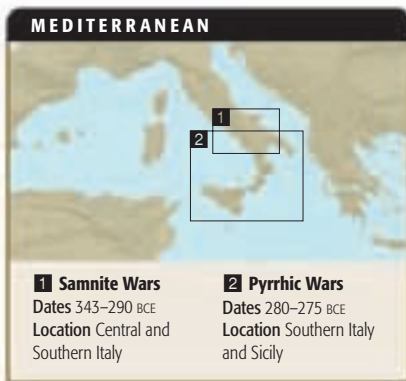 MEDITERRANEAN
1
2
1 Samnite Wars
Dates 343–290 BCE
Location Central and
Southern Italy
2 Pyrrhic Wars
Dates 280–275 BCE
Location Southern Italy
and Sicily